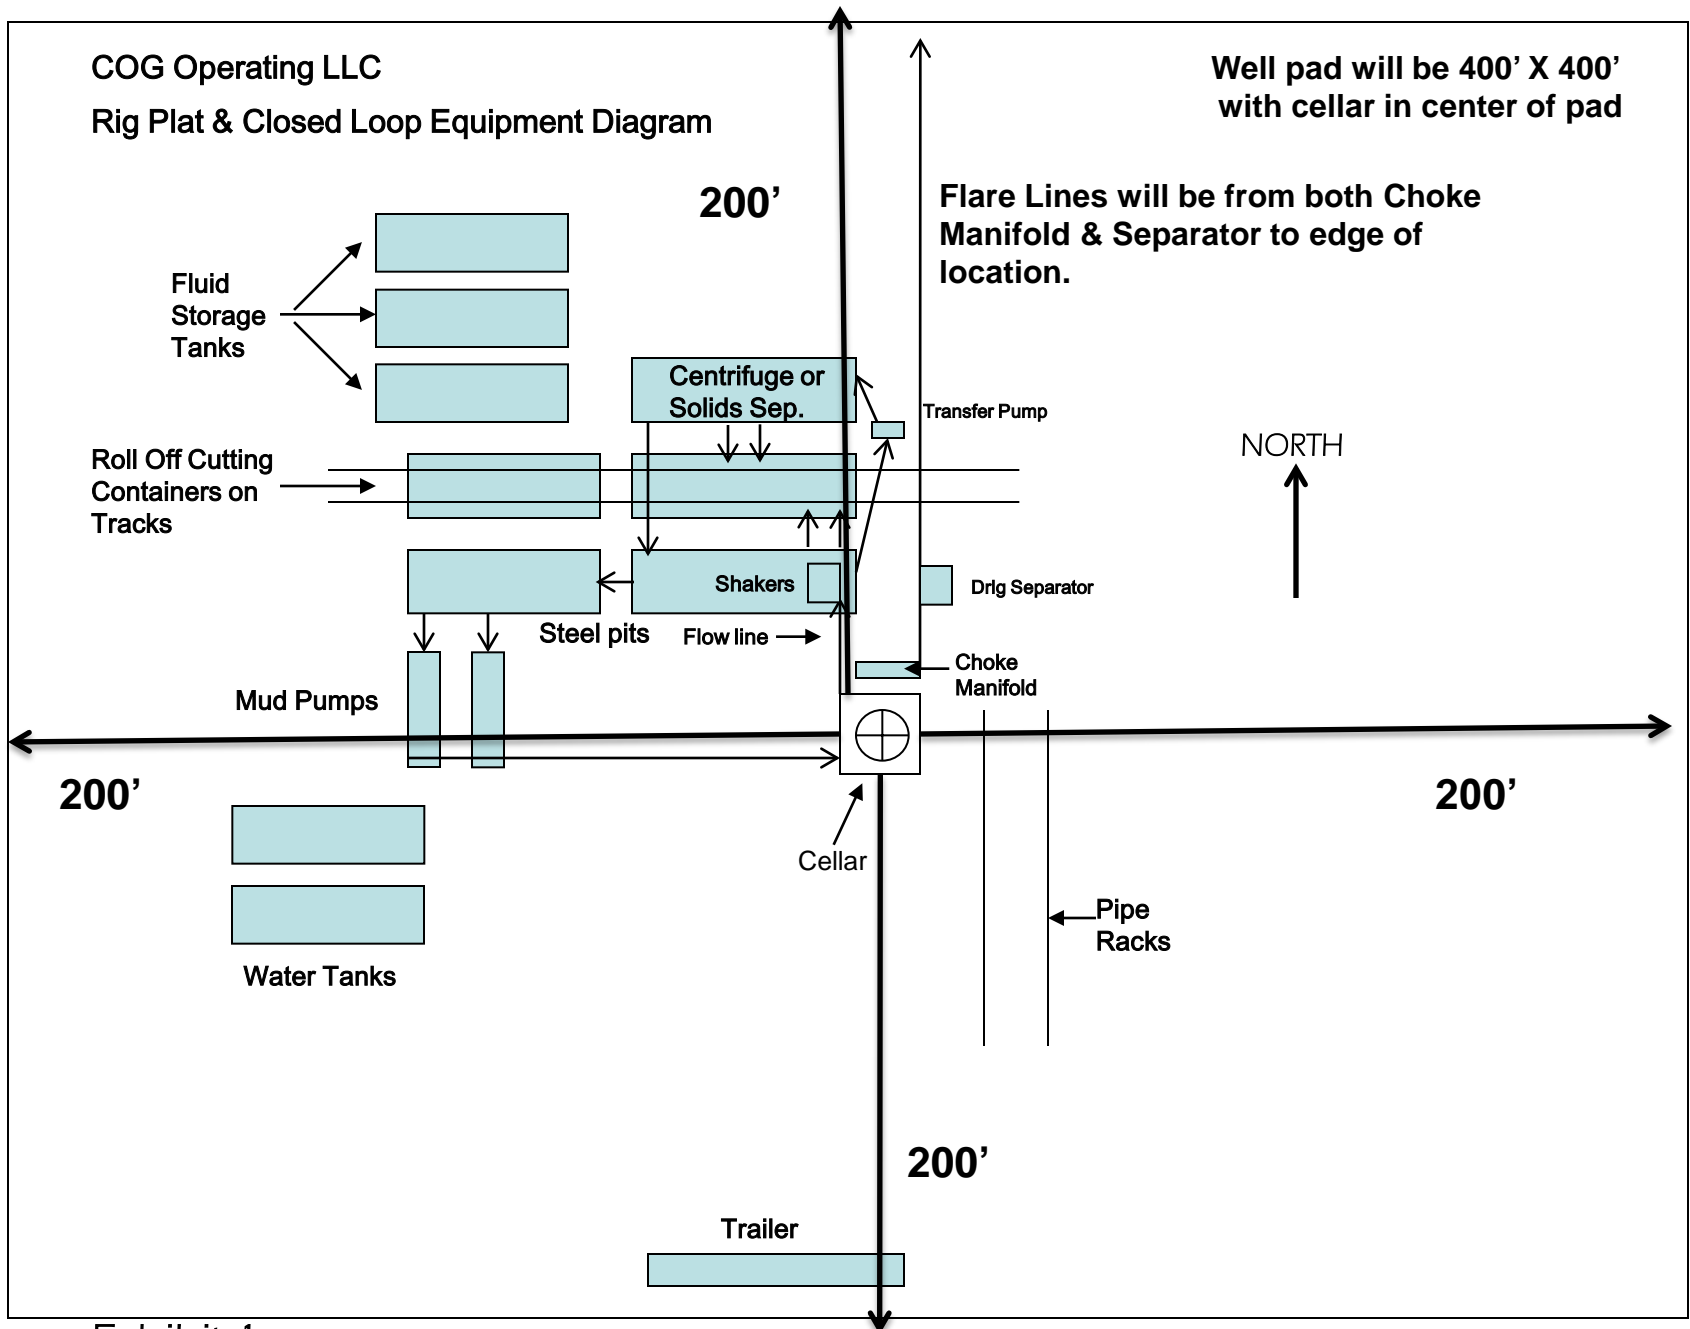 COG Operating LLC
Rig Plat & Closed Loop Equipment Diagram
Well pad will be 400’ X 400’
with cellar in center of pad
200’
Flare Lines will be from both Choke
Manifold & Separator to edge of
location.
Fluid
Storage
Tanks
Centrifuge or
Solids Sep.
Transfer Pump
NORTH
Roll Off Cutting
Containers on
Tracks
Shakers
Drlg Separator
Steel pits
Flow line
Choke
Manifold
Mud Pumps
200’
200’
Cellar
Pipe
Racks
Water Tanks
200’
Trailer